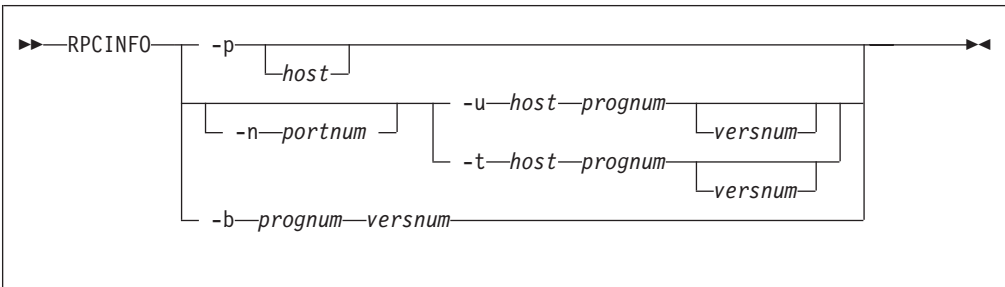 RPCINFO -p
host
-n portnum -u host prognum
versnum
-t host prognum
versnum
-b prognum versnum